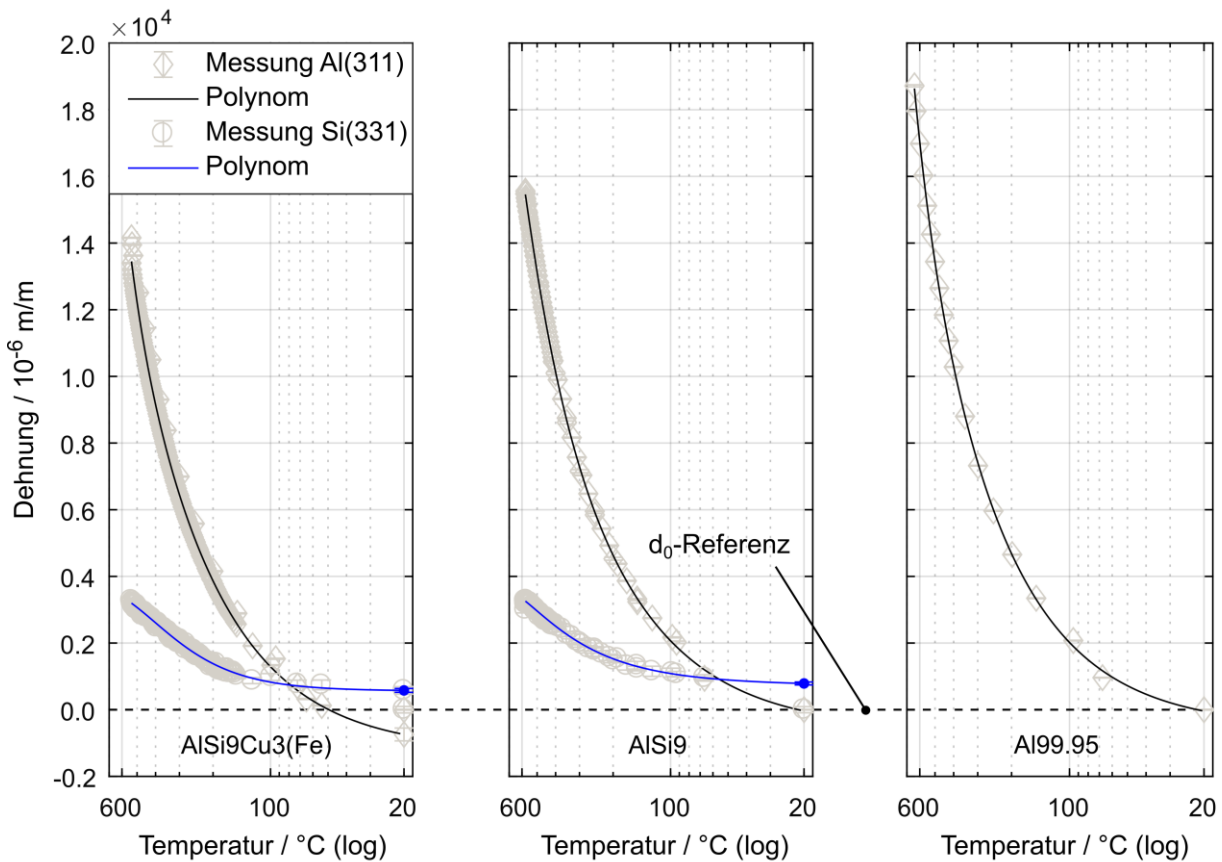 ×10⁴
2.0
1.8
1.6
1.4
1.2
1.0
0.8
0.6
0.4
0.2
0.0
-0.2
Dehnung / 10⁻⁶ m/m
Messung Al(311)
Polynom
Messung Si(331)
Polynom
AlSi9Cu3(Fe)
600 100 20
Temperatur / °C (log)
d₀-Referenz
AlSi9
600 100 20
Temperatur / °C (log)
Al99.95
600 100 20
Temperatur / °C (log)